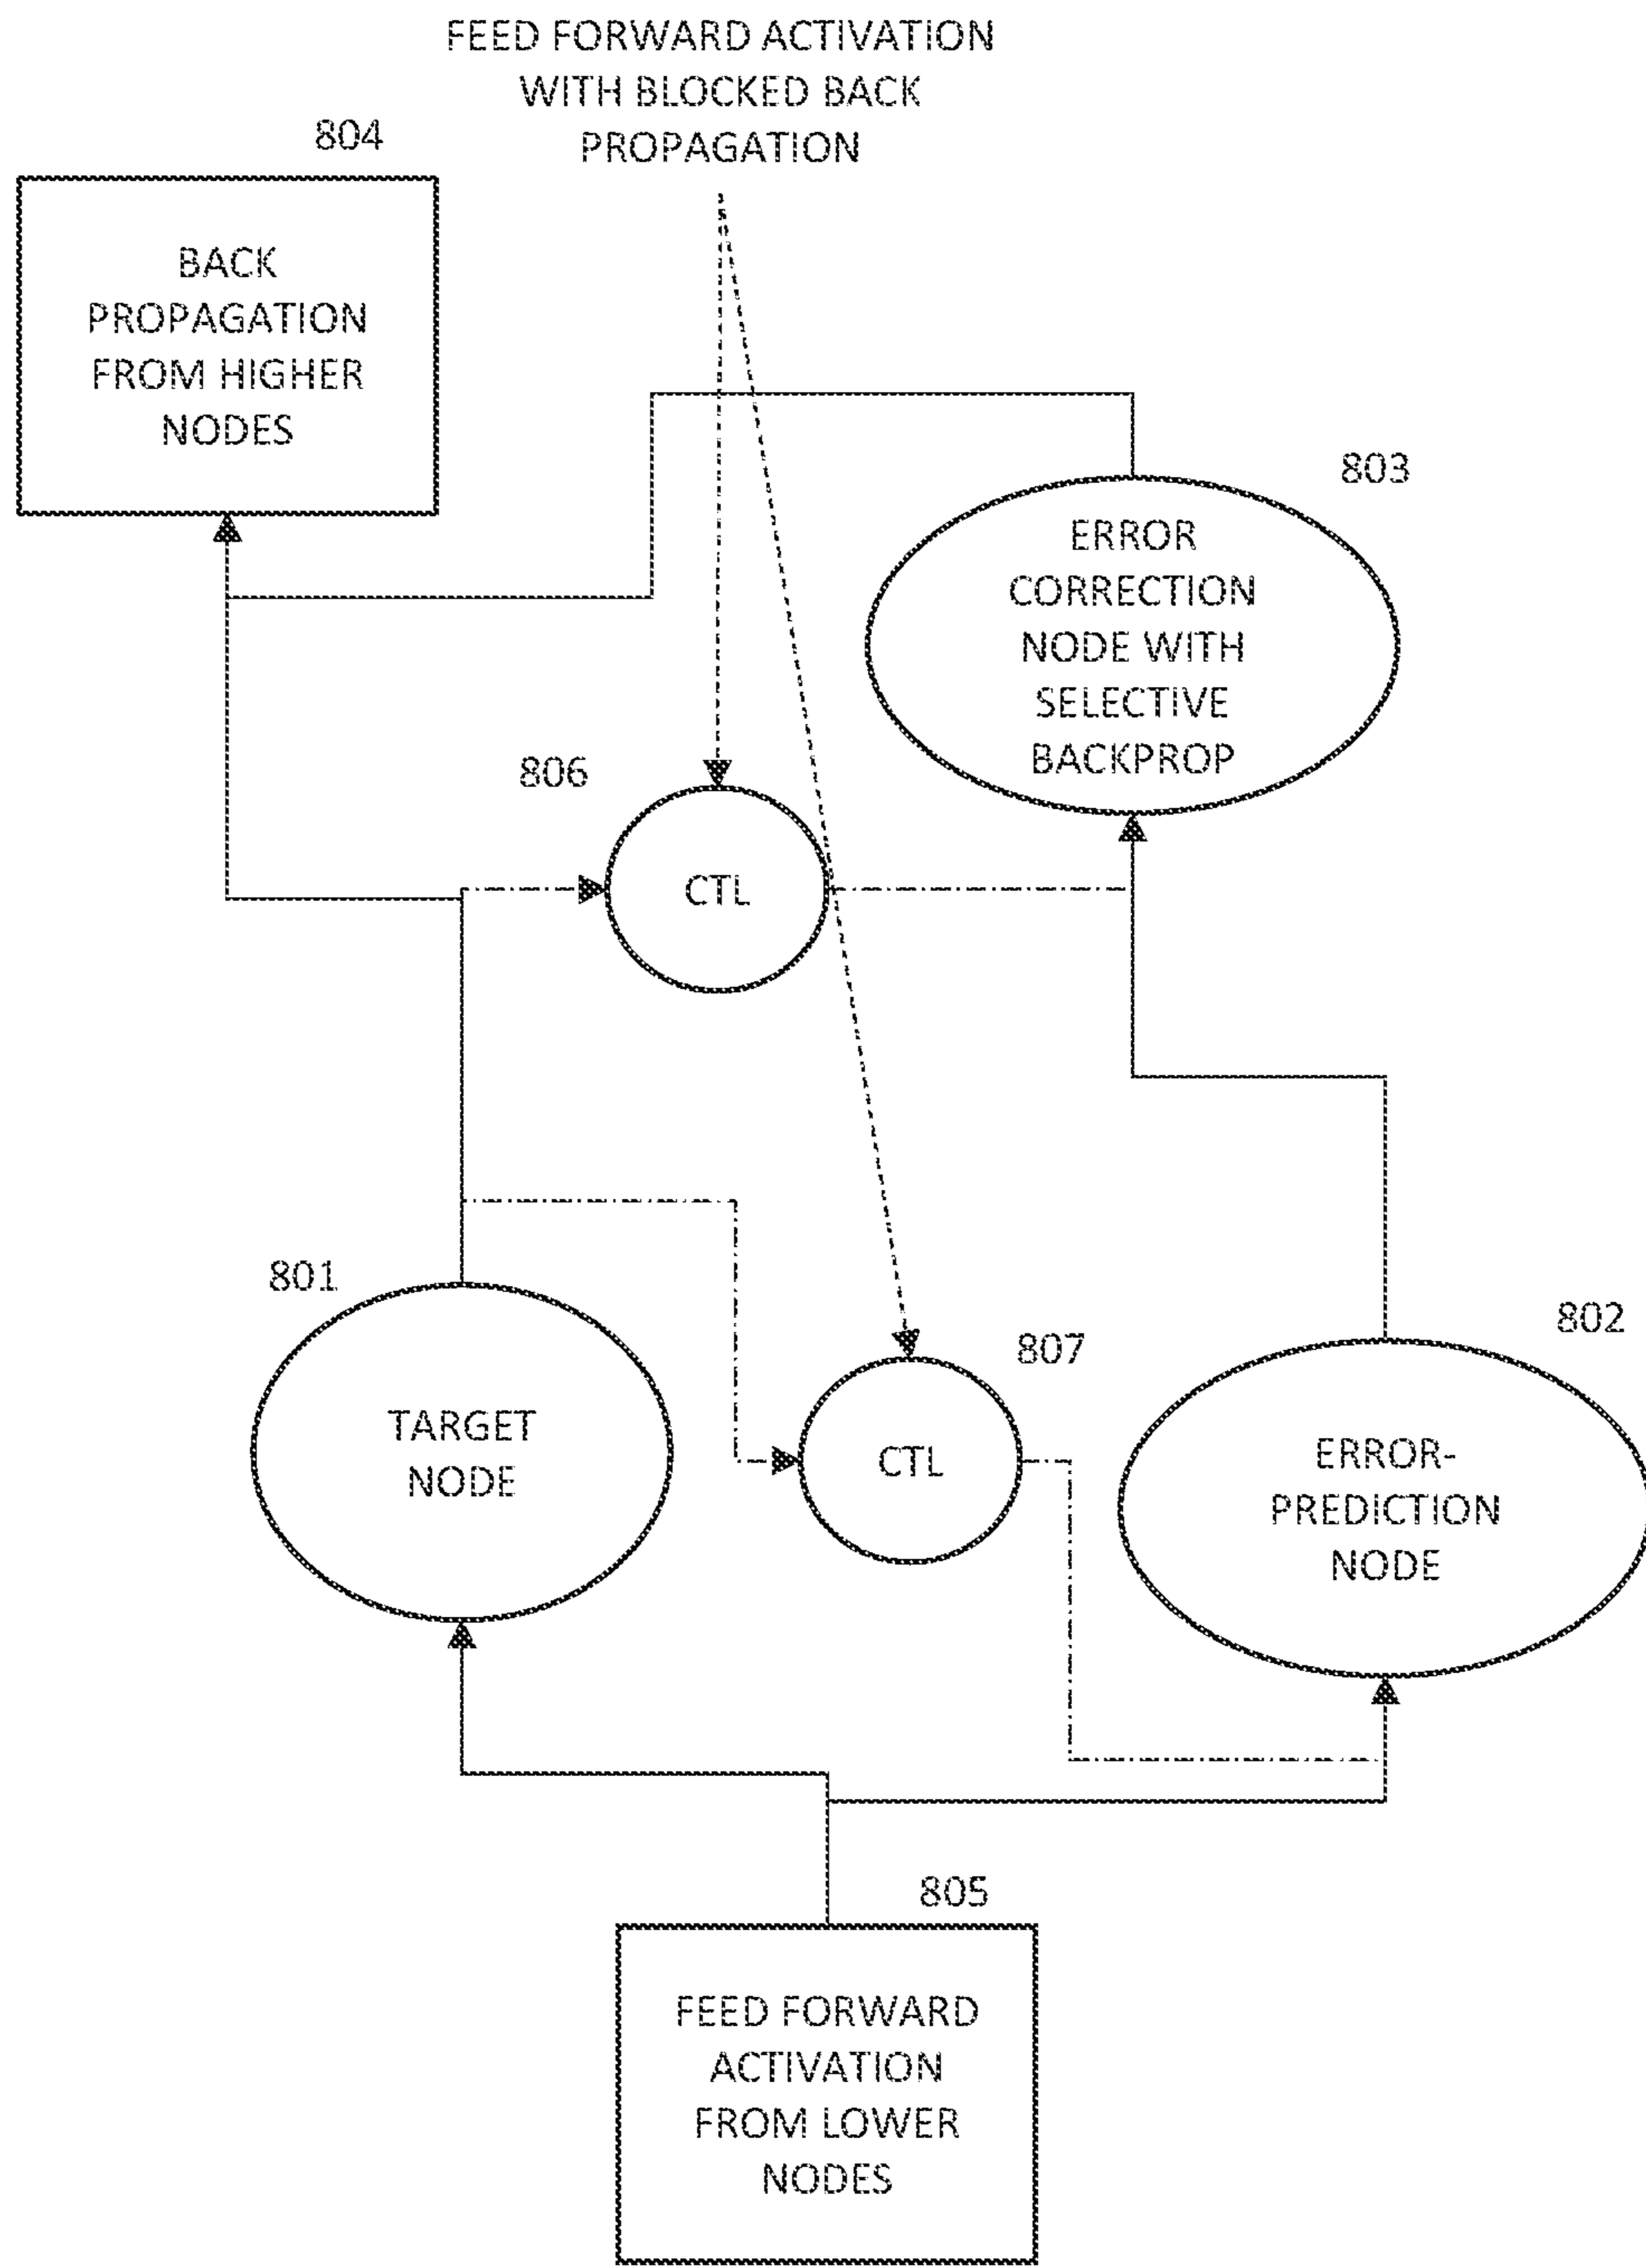 FEED FORWARD ACTIVATION
WITH BLOCKED BACK
PROPAGATION
804
BACK
PROPAGATION
FROM HIGHER
NODES
803
ERROR
CORRECTION
NODE WITH
SELECTIVE
BACKPROP
806
CTL
801
TARGET
NODE
807
CTL
802
ERROR-
PREDICTION
NODE
805
FEED FORWARD
ACTIVATION
FROM LOWER
NODES